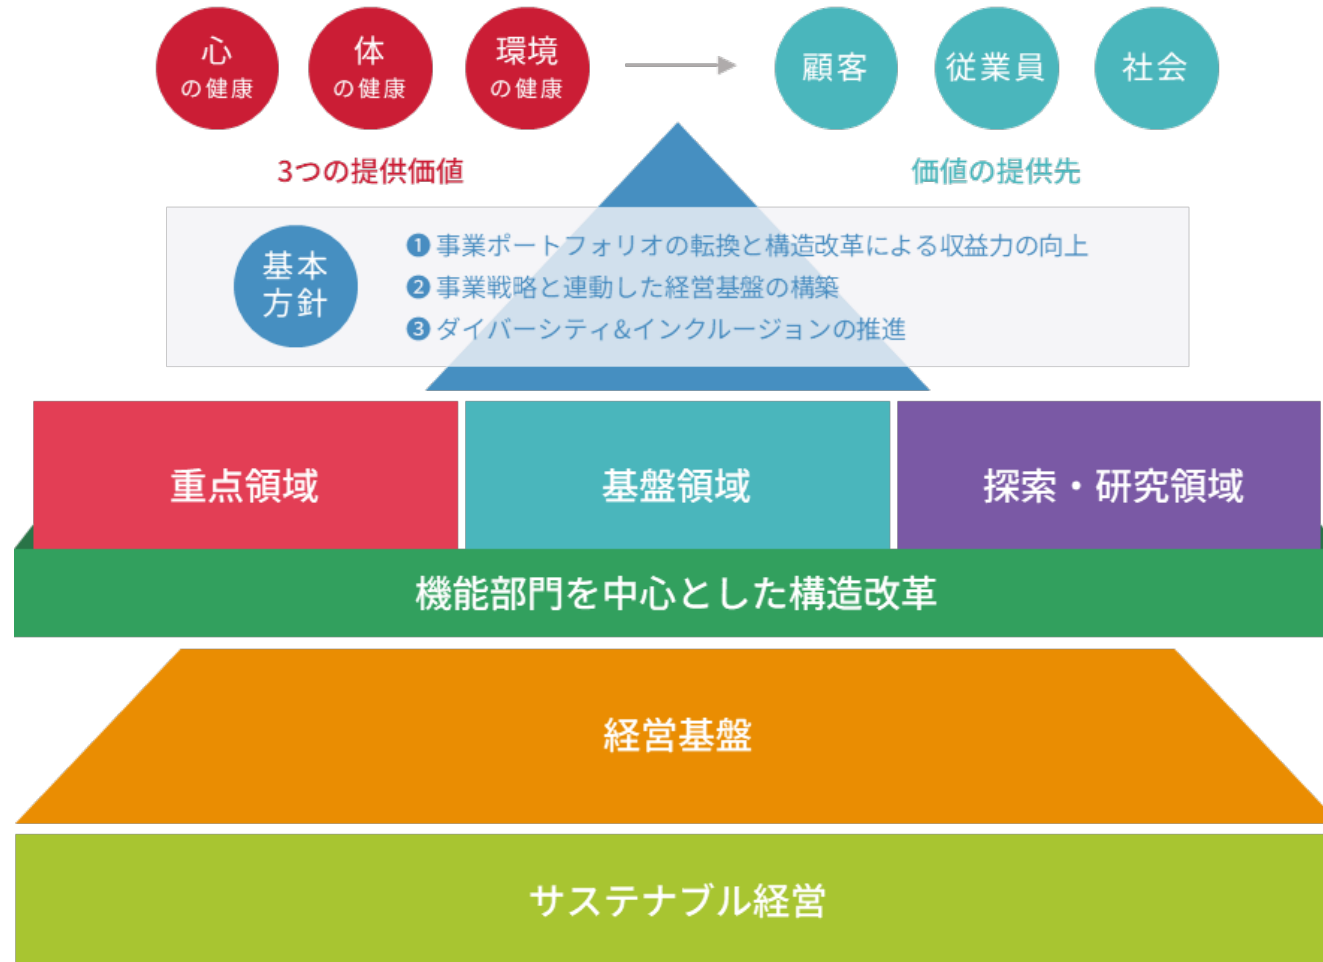 心
の健康
体
の健康
環境
の健康
顧客
従業員
社会
3つの提供価値
価値の提供先
基本
方針
❶ 事業ポートフォリオの転換と構造改革による収益力の向上
❷ 事業戦略と連動した経営基盤の構築
❸ ダイバーシティ&インクルージョンの推進
重点領域
基盤領域
探索・研究領域
機能部門を中心とした構造改革
経営基盤
サステナブル経営